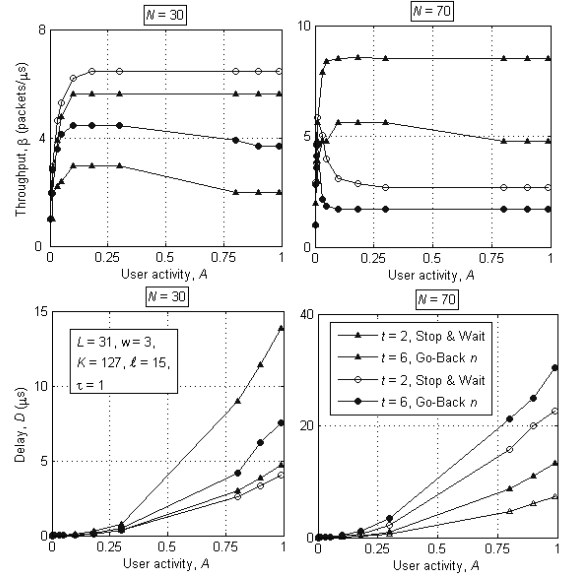 N = 30
N = 70
Throughput, β (packets/μs)
8
4
0
0 0.25 0.5 0.75 1
User activity, A
10
5
0
0 0.25 0.5 0.75 1
User activity, A
N = 30
N = 70
Delay, D (μs)
15
10
5
0
L = 31, w = 3,
K = 127, ℓ = 15,
τ = 1
0 0.25 0.5 0.75 1
User activity, A
40
20
0
t = 2, Stop & Wait
t = 6, Go-Back n
t = 2, Stop & Wait
t = 6, Go-Back n
0 0.25 0.5 0.75 1
User activity, A